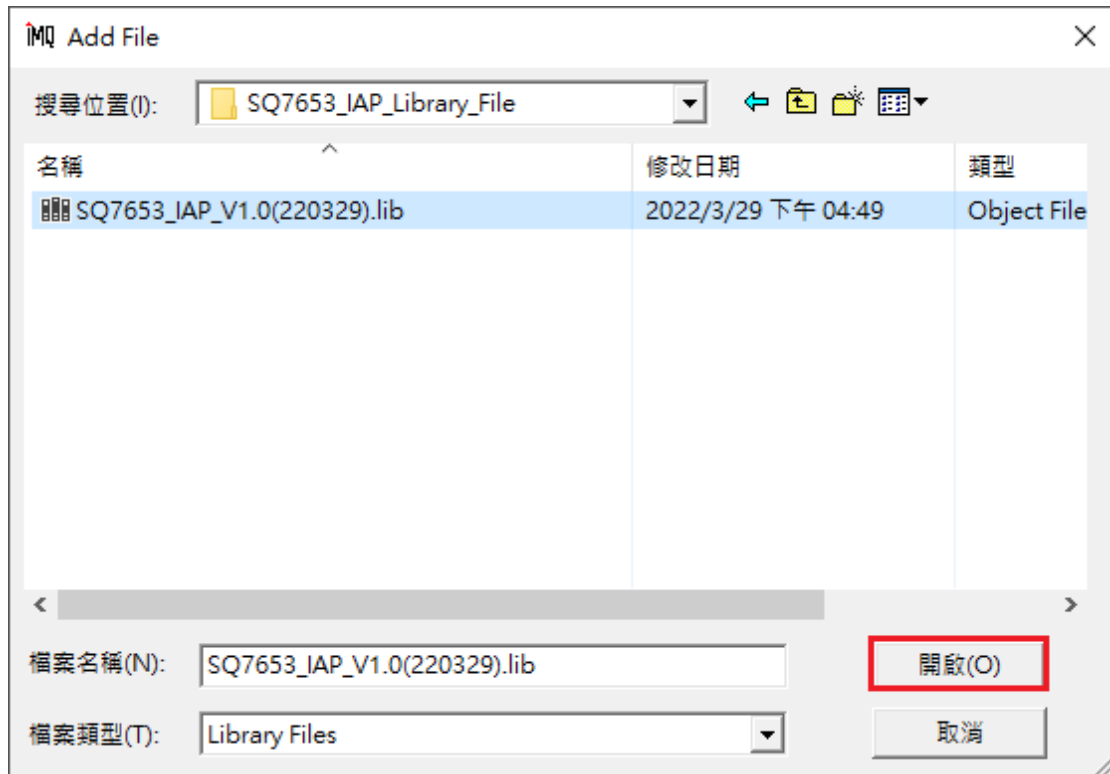 iMQ Add File
搜尋位置(I): SQ7653_IAP_Library_File
名稱 修改日期 類型
SQ7653_IAP_V1.0(220329).lib 2022/3/29 下午 04:49 Object File
檔案名稱(N): SQ7653_IAP_V1.0(220329).lib 開啟(O)
檔案類型(T): Library Files 取消